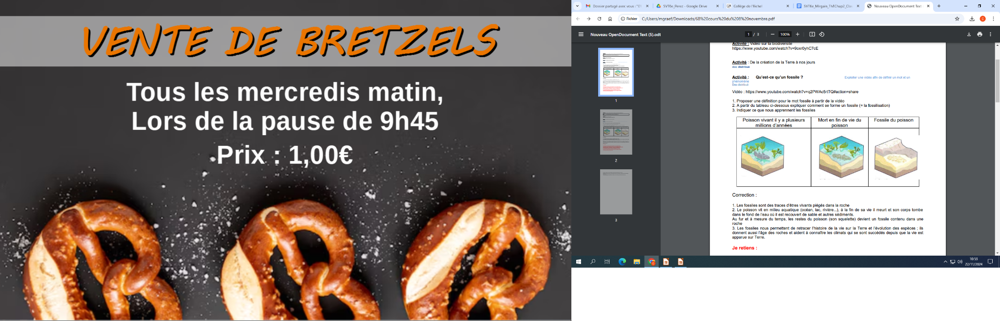 VENTE DE BRETZELS
Tous les mercredis matin,
Lors de la pause de 9h45
Prix : 1,00€
Dossier partagé avec vous : "01
SVT6e_Perez - Google Drive
Collège de l'Eichel
SVT6e_Mirgain_Th1Chap2_Clas
Nouveau OpenDocument Text
Fichier
C:/Users/mgraef/Downloads/6B%20cours%20du%208%20novembre.pdf
Nouveau OpenDocument Text (5).odt
1 / 3
100%
1
2
3
Activité : Vidéo sur la biodiversité
https://www.youtube.com/watch?v=9oxr0yhC7cE
Activité : De la création de la Terre à nos jours
doc distribué
Activité : Qu'est-ce qu'un fossile ? Exploiter une vidéo afin de définir un mot et un
phénomène
Doc distribué
Vidéo : https://www.youtube.com/watch?v=q2PWAc5rtTQ#action=share
1. Proposer une définition pour le mot fossile à partir de la vidéo
2. A partir du tableau ci-dessous expliquer comment se forme un fossile (= la fossilisation)
3. Indiquer ce que nous apprennent les fossiles
Poisson vivant il y a plusieurs
millions d'années
Mort en fin de vie du
poisson
Fossile du poisson
Correction :
1. Les fossiles sont des traces d'êtres vivants piégés dans la roche
2. Le poisson vit en milieu aquatique (océan, lac, rivière...), à la fin de sa vie il meurt et son corps tombe
dans le fond de l'eau où il est recouvert de sable et autres sédiments.
Au fur et à mesure du temps, les restes du poisson (son squelette) devient un fossile contenu dans une
roche
3. Les fossiles nous permettent de retracer l'histoire de la vie sur la Terre et l'évolution des espèces ; ils
donnent aussi l'âge des roches et aident à connaître les climats qui se sont succédés depuis que la vie est
apparue sur Terre.
Je retiens :
10:53
22/11/2024